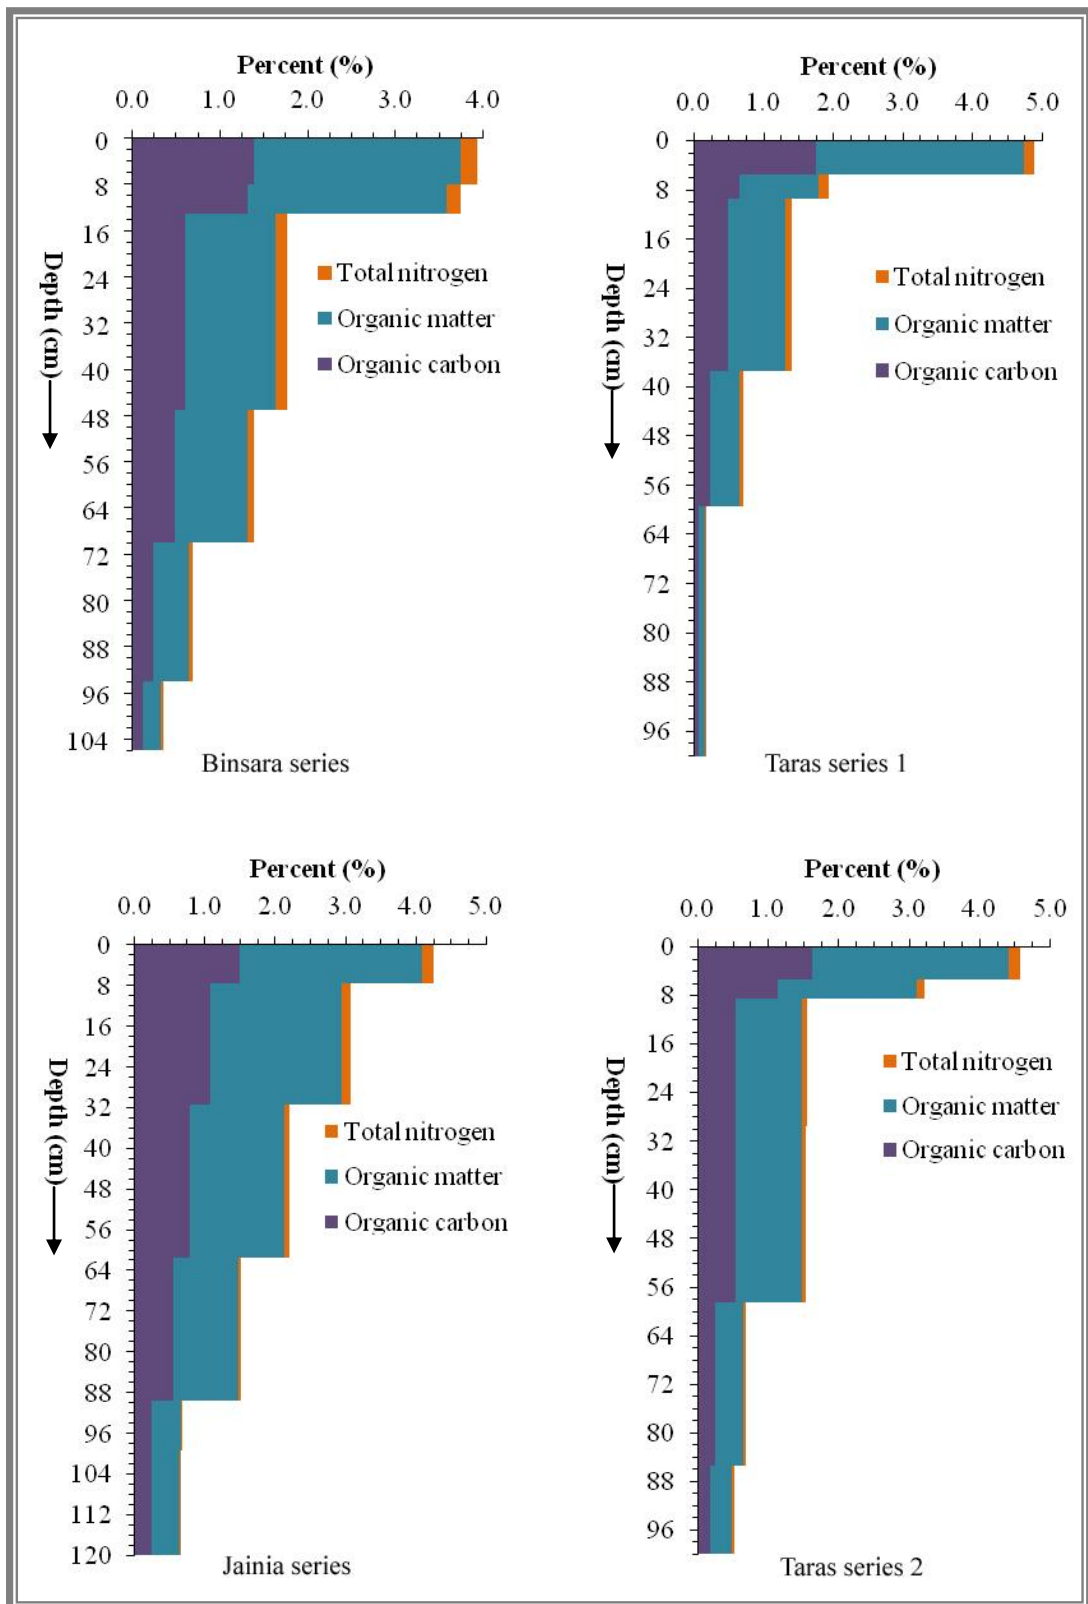 Percent (%)
0.0 1.0 2.0 3.0 4.0
0
8
16
24
32
40
48
56
64
72
80
88
96
104
Depth (cm)
Total nitrogen
Organic matter
Organic carbon
Binsara series
Percent (%)
0.0 1.0 2.0 3.0 4.0 5.0
0
8
16
24
32
40
48
56
64
72
80
88
96
Depth (cm)
Total nitrogen
Organic matter
Organic carbon
Taras series 1
Percent (%)
0.0 1.0 2.0 3.0 4.0 5.0
0
8
16
24
32
40
48
56
64
72
80
88
96
104
112
120
Depth (cm)
Total nitrogen
Organic matter
Organic carbon
Jainia series
Percent (%)
0.0 1.0 2.0 3.0 4.0 5.0
0
8
16
24
32
40
48
56
64
72
80
88
96
Depth (cm)
Total nitrogen
Organic matter
Organic carbon
Taras series 2